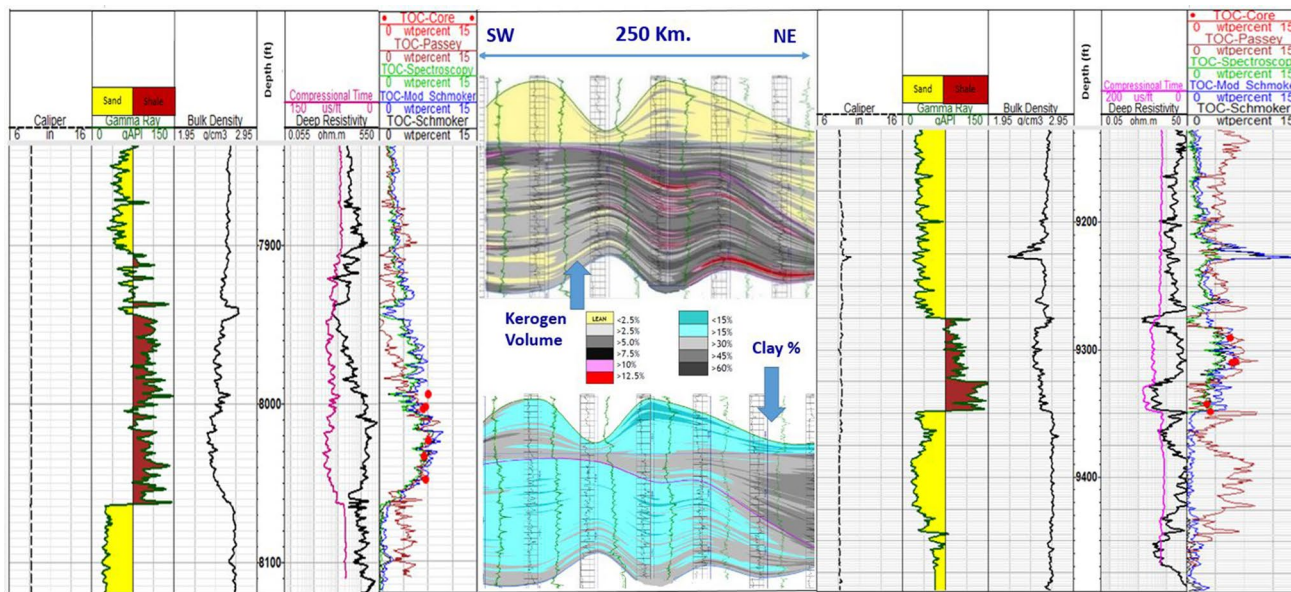 TOC-Core
0 wtpercent 15
TOC-Passey
0 wtpercent 15
TOC-Spectroscopy
0 wtpercent 15
TOC-Mod_Schmoker
0 wtpercent 15
TOC-Schmoker
0 wtpercent 15
Depth (ft)
Sand
Shale
Caliper
6 in 16
Gamma Ray
0 gAPI 150
Bulk Density
1.95 g/cm3 2.95
Compressional Time
150 us/ft 0
Deep Resistivity
0.055 ohm.m 550
7900
8000
8100
SW
250 Km.
NE
Kerogen
Volume
LEAN
<2.5%
>2.5%
>5.0%
>7.5%
>10%
>12.5%
<15%
>15%
>30%
>45%
>60%
Clay %
TOC-Core
0 wtpercent 15
TOC-Passey
0 wtpercent 15
TOC-Spectroscopy
0 wtpercent 15
TOC-Mod_Schmoker
0 wtpercent 15
TOC-Schmoker
0 wtpercent 15
Depth (ft)
Sand
Shale
Caliper
6 in 16
Gamma Ray
0 gAPI 150
Bulk Density
1.95 g/cm3 2.95
Compressional Time
200 us/ft 0
Deep Resistivity
0.05 ohm.m 50
9200
9300
9400